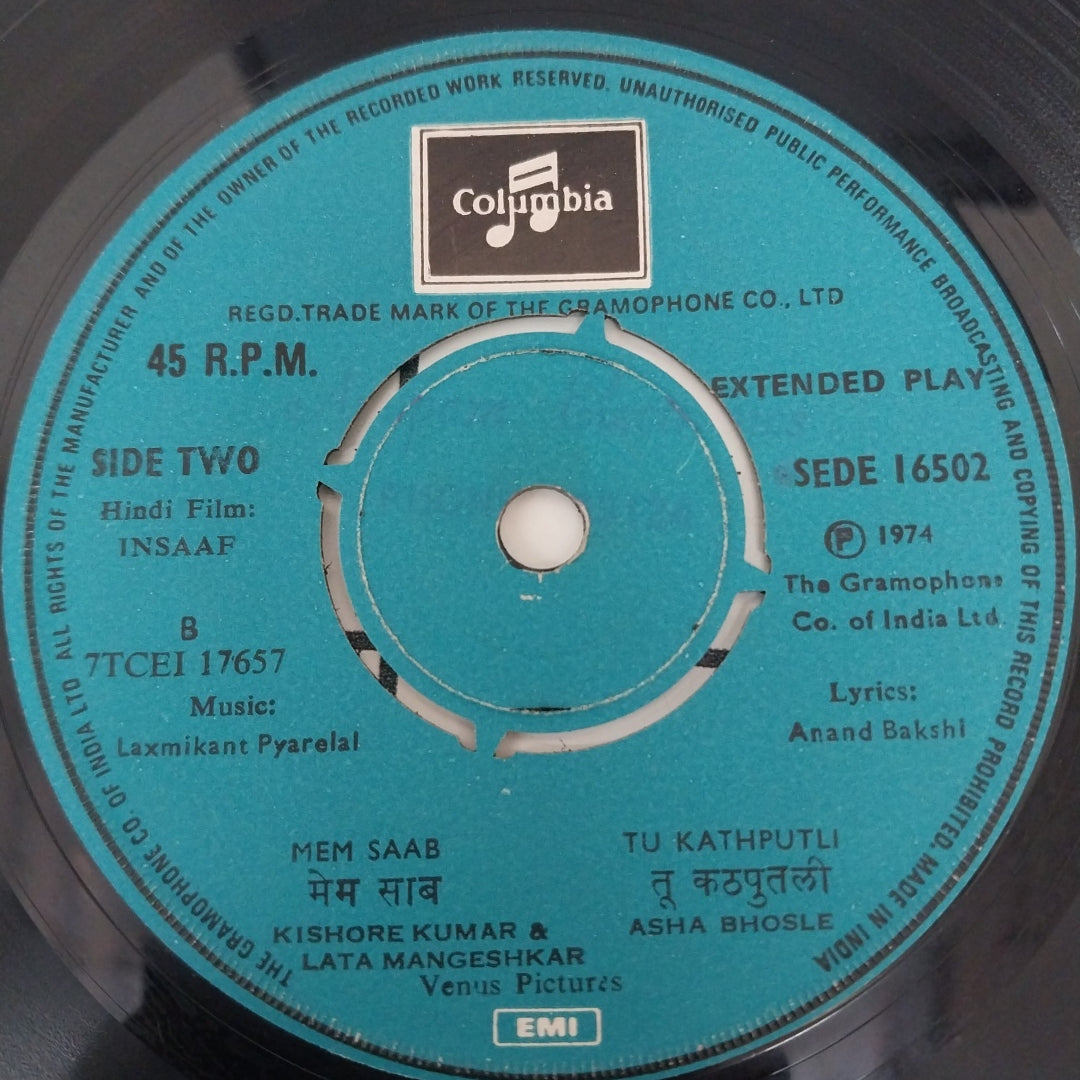 THE GRAMOPHONE CO. OF INDIA LTD ALL RIGHTS OF THE MANUFACTURER AND OF THE OWNER OF THE RECORDED WORK RESERVED. UNAUTHORISED PUBLIC PERFORMANCE BROADCASTING AND COPYING OF THIS RECORD PROHIBITED. MADE IN INDIA
Columbia
REGD.TRADE MARK OF THE GRAMOPHONE CO., LTD
45 R.P.M.
EXTENDED PLAY
SIDE TWO
SEDE 16502
Hindi Film:
INSAAF
Ⓟ 1974
The Gramophone
Co. of India Ltd.
B
7TCEI 17657
Music:
Laxmikant Pyarelal
Lyrics:
Anand Bakshi
MEM SAAB
मेम साब
KISHORE KUMAR &
LATA MANGESHKAR
TU KATHPUTLI
तू कठपुतली
ASHA BHOSLE
Venus Pictures
EMI